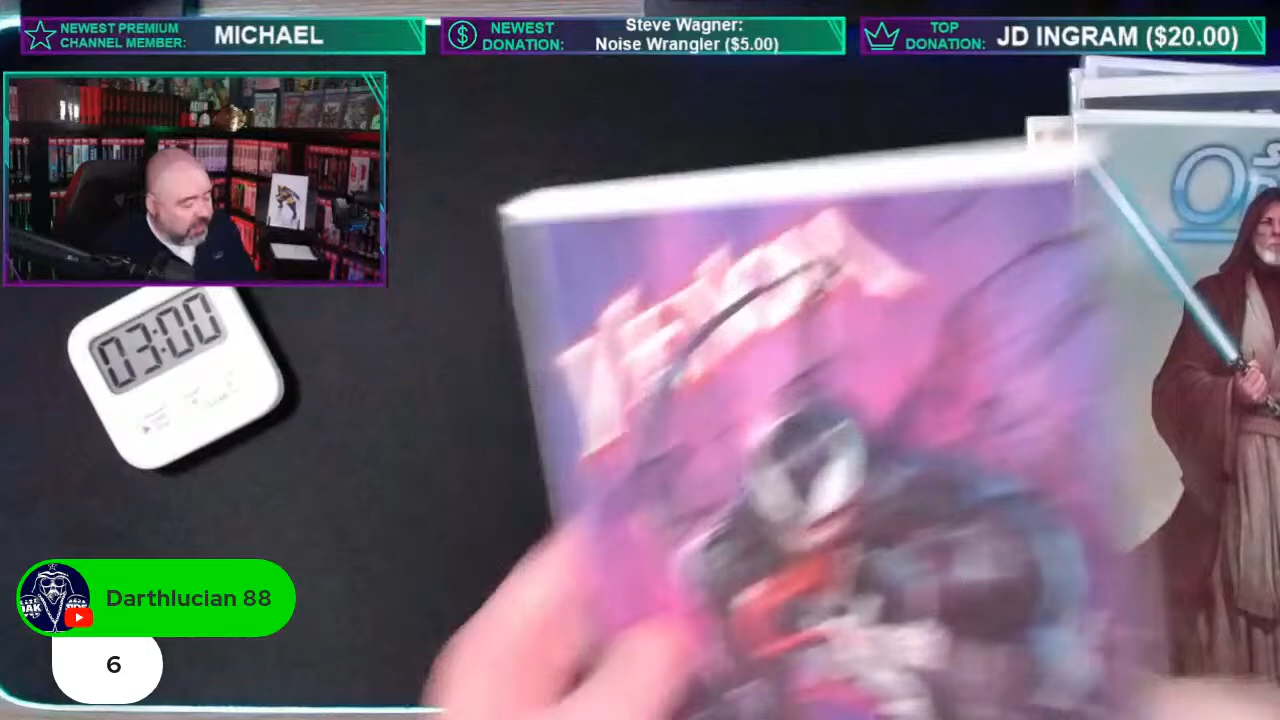 NEWEST PREMIUM
CHANNEL MEMBER:
MICHAEL
NEWEST
DONATION:
Steve Wagner:
Noise Wrangler ($5.00)
TOP
DONATION:
JD INGRAM ($20.00)
03:00
Darthlucian 88
6